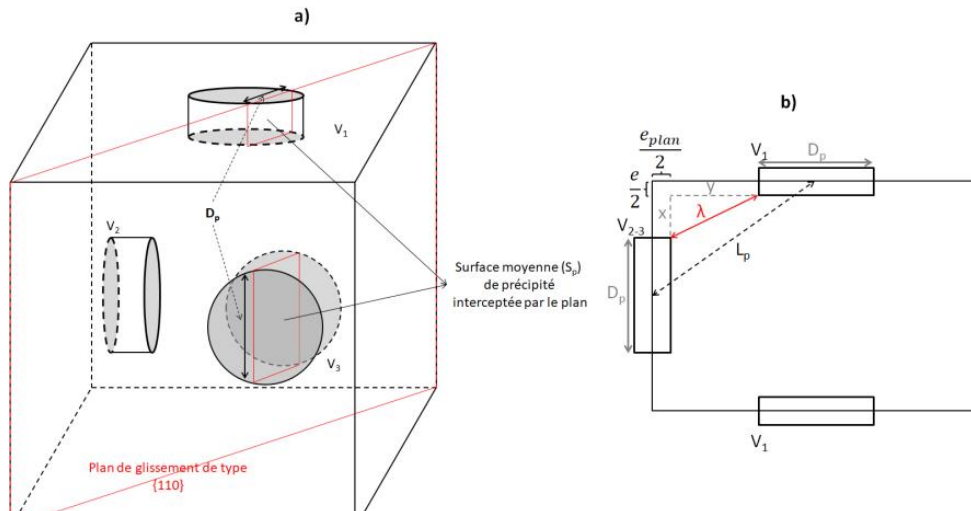 a)
V1
V2
Dp
V3
Surface moyenne (Sp)
de précipité
interceptée par le plan
Plan de glissement de type
{110}
b)
e_plan
2
e
2
V1
Dp
y
x
λ
V2-3
Lp
Dp
V1